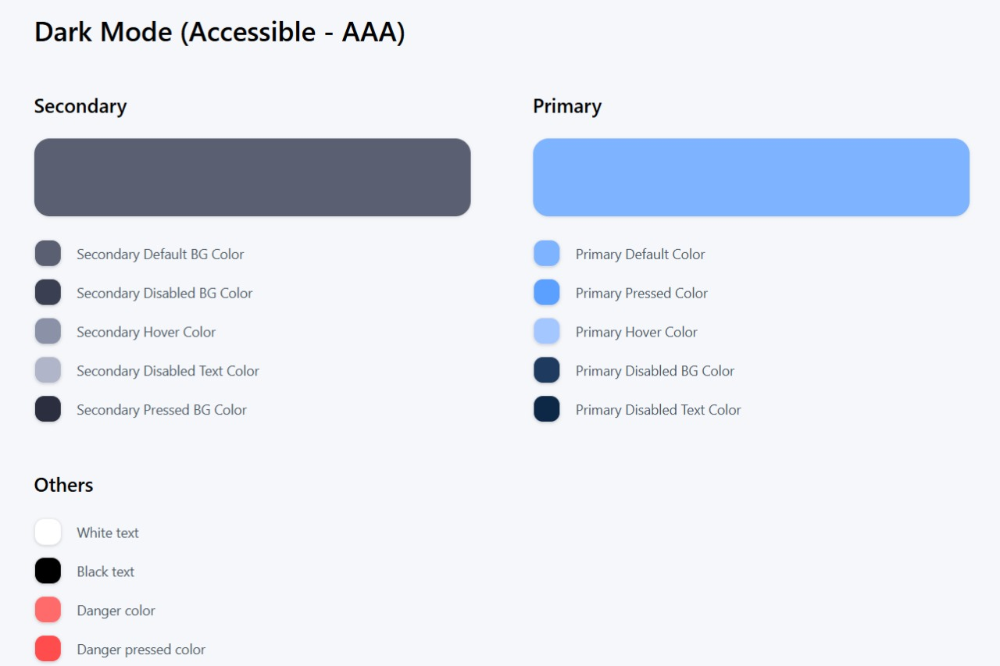 Dark Mode (Accessible - AAA)
Secondary
Secondary Default BG Color
Secondary Disabled BG Color
Secondary Hover Color
Secondary Disabled Text Color
Secondary Pressed BG Color
Primary
Primary Default Color
Primary Pressed Color
Primary Hover Color
Primary Disabled BG Color
Primary Disabled Text Color
Others
White text
Black text
Danger color
Danger pressed color